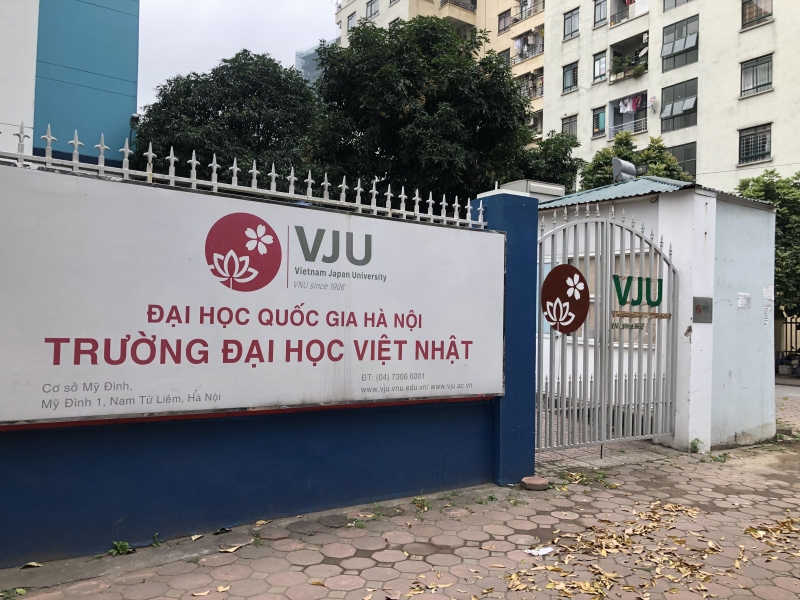 VJU
Vietnam Japan University
VNU since 1906
ĐẠI HỌC QUỐC GIA HÀ NỘI
TRƯỜNG ĐẠI HỌC VIỆT NHẬT
Cơ sở Mỹ Đình,
Mỹ Đình 1, Nam Từ Liêm, Hà Nội
ĐT: (04) 7306 6001
www.vju.vnu.edu.vn/ www.vju.ac.vn
VJU